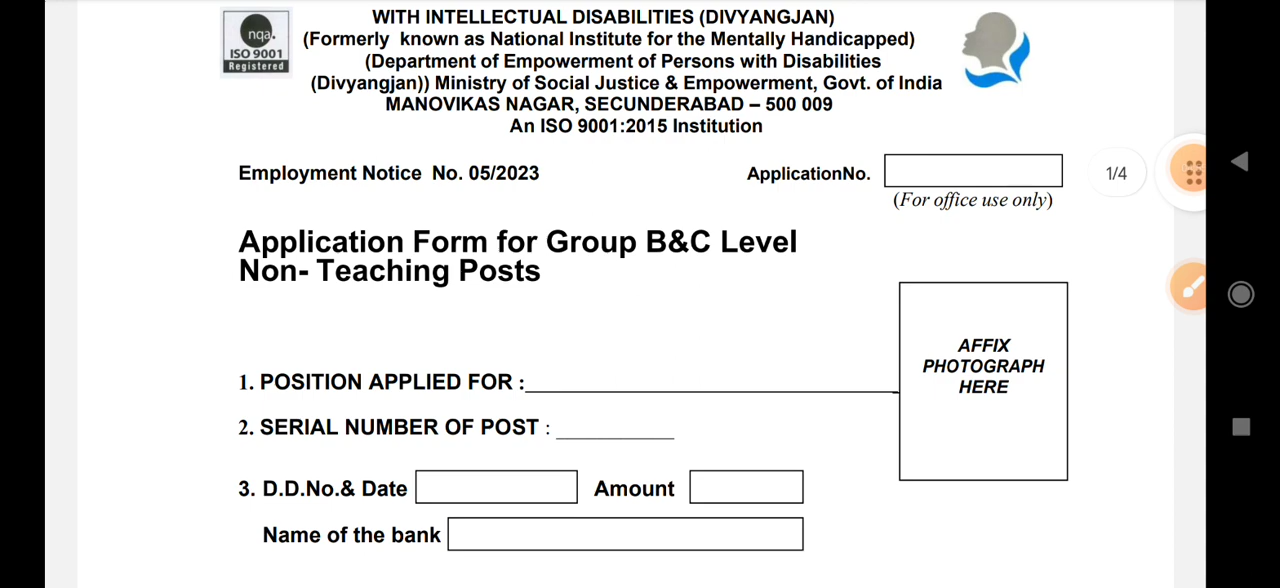 nqa.
ISO 9001
Registered
WITH INTELLECTUAL DISABILITIES (DIVYANGJAN)
(Formerly known as National Institute for the Mentally Handicapped)
(Department of Empowerment of Persons with Disabilities
(Divyangjan)) Ministry of Social Justice & Empowerment, Govt. of India
MANOVIKAS NAGAR, SECUNDERABAD – 500 009
An ISO 9001:2015 Institution
Employment Notice No. 05/2023
ApplicationNo.
(For office use only)
1/4
Application Form for Group B&C Level
Non- Teaching Posts
AFFIX
PHOTOGRAPH
HERE
1. POSITION APPLIED FOR :
2. SERIAL NUMBER OF POST :
3. D.D.No.& Date Amount
Name of the bank